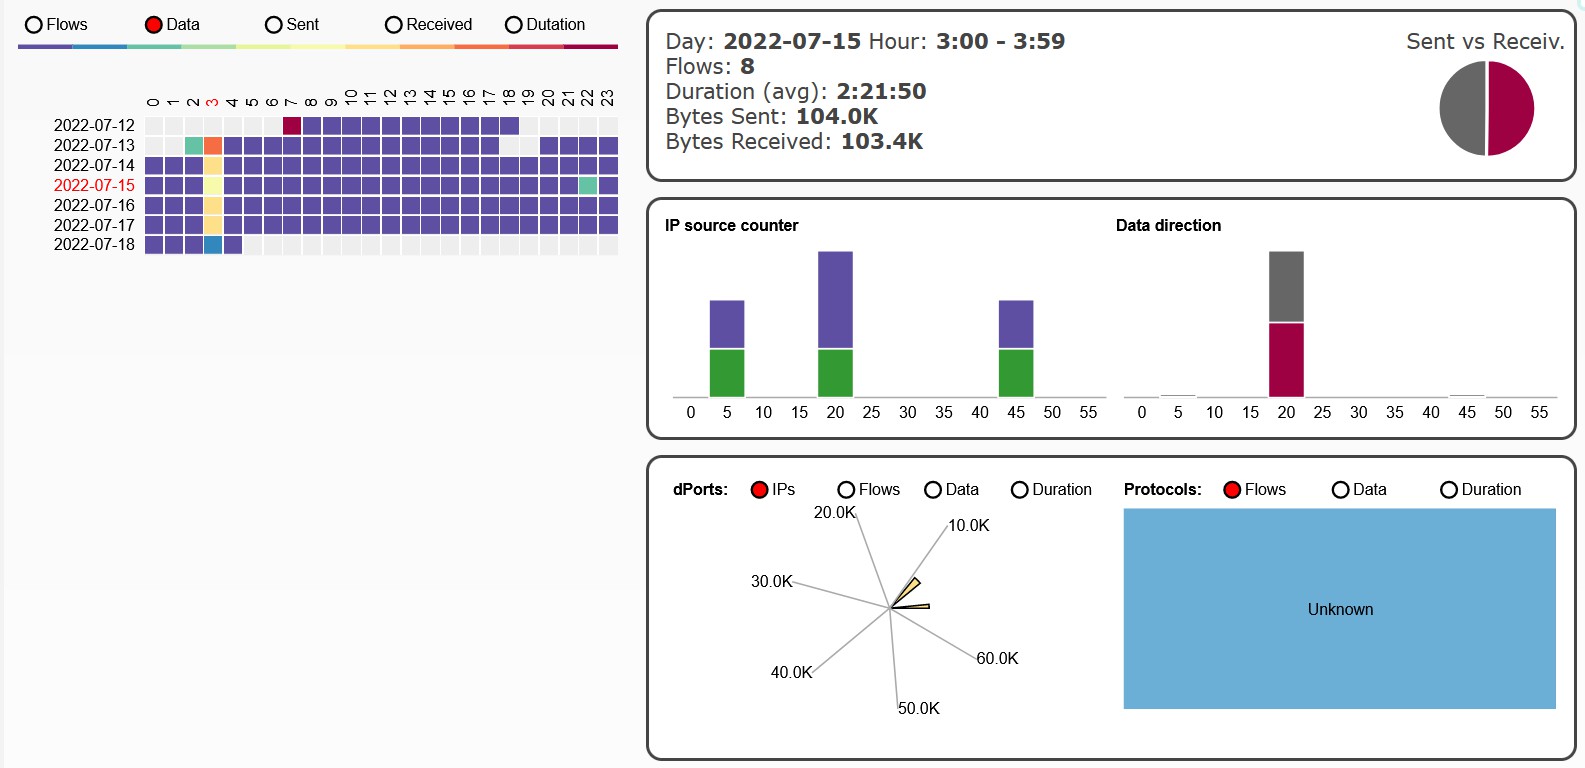 Flows Data Sent Received Dutation
0 1 2 3 4 5 6 7 8 9 10 11 12 13 14 15 16 17 18 19 20 21 22 23
2022-07-12
2022-07-13
2022-07-14
2022-07-15
2022-07-16
2022-07-17
2022-07-18
Day: 2022-07-15 Hour: 3:00 - 3:59
Flows: 8
Duration (avg): 2:21:50
Bytes Sent: 104.0K
Bytes Received: 103.4K
Sent vs Receiv.
IP source counter
0 5 10 15 20 25 30 35 40 45 50 55
Data direction
0 5 10 15 20 25 30 35 40 45 50 55
dPorts: IPs Flows Data Duration
20.0K
10.0K
30.0K
60.0K
40.0K
50.0K
Protocols: Flows Data Duration
Unknown